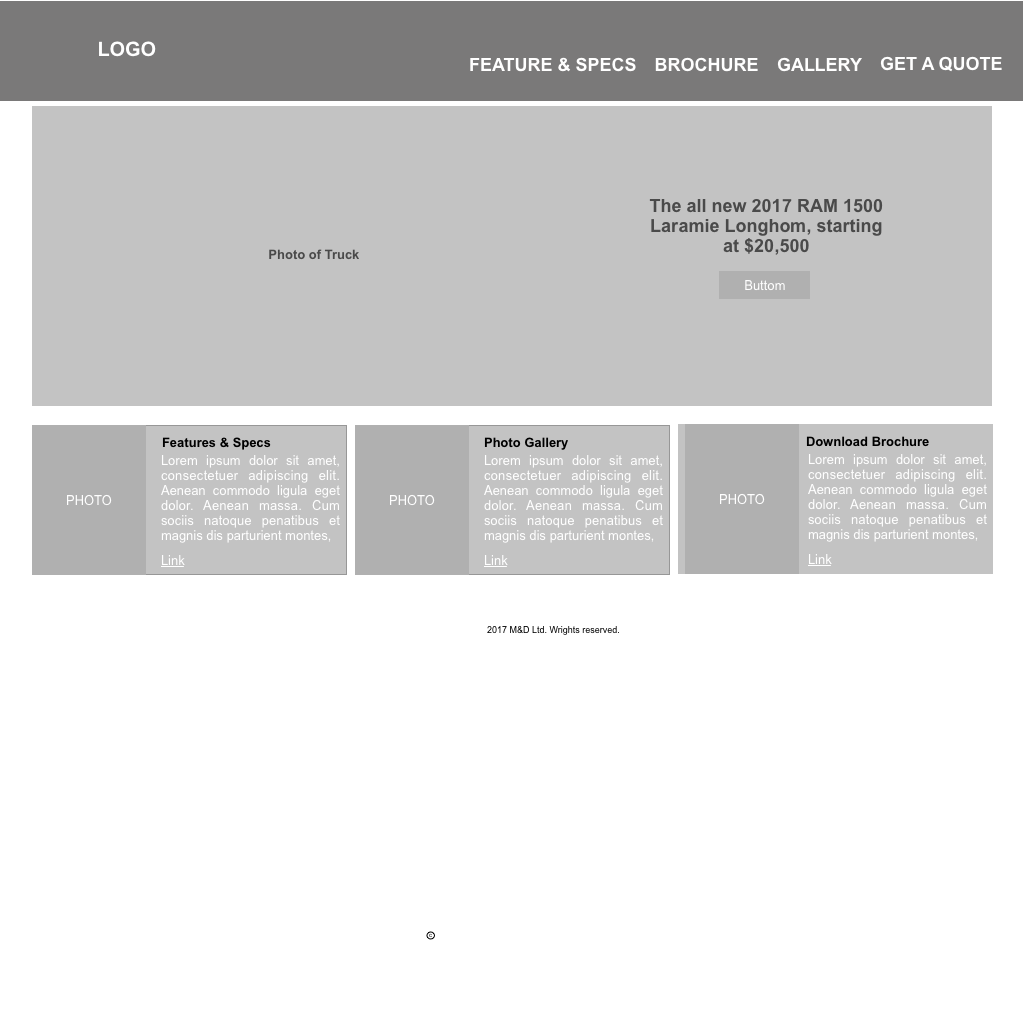 LOGO
FEATURE & SPECS BROCHURE GALLERY GET A QUOTE
Photo of Truck
The all new 2017 RAM 1500
Laramie Longhom, starting
at $20,500
Buttom
PHOTO
Features & Specs
Lorem ipsum dolor sit amet,
consectetuer adipiscing elit.
Aenean commodo ligula eget
dolor. Aenean massa. Cum
sociis natoque penatibus et
magnis dis parturient montes,
Link
PHOTO
Photo Gallery
Lorem ipsum dolor sit amet,
consectetuer adipiscing elit.
Aenean commodo ligula eget
dolor. Aenean massa. Cum
sociis natoque penatibus et
magnis dis parturient montes,
Link
PHOTO
Download Brochure
Lorem ipsum dolor sit amet,
consectetuer adipiscing elit.
Aenean commodo ligula eget
dolor. Aenean massa. Cum
sociis natoque penatibus et
magnis dis parturient montes,
Link
2017 M&D Ltd. Wrights reserved.
©